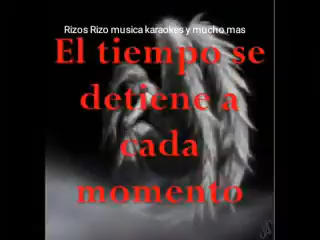 Rizos Rizo musica karaokes y mucho mas
El tiempo se
detiene a
cada
momento